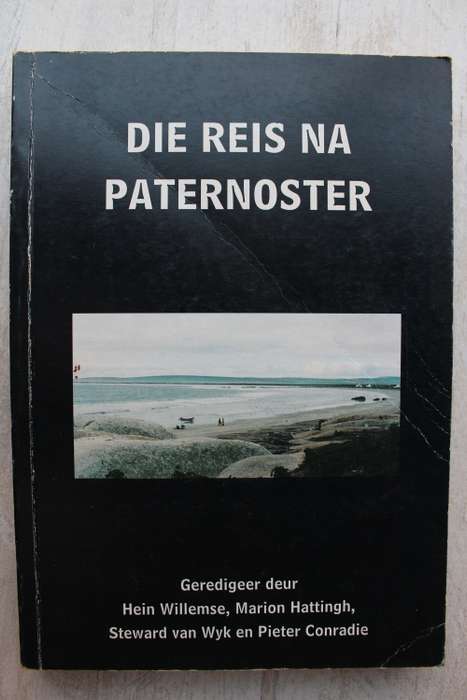 DIE REIS NA
PATERNOSTER
Geredigeer deur
Hein Willemse, Marion Hattingh,
Steward van Wyk en Pieter Conradie